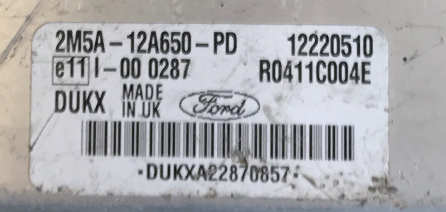 2M5A-12A650-PD 12220510
e11 I-00 0287 R0411C004E
DUKX MADE IN UK Ford
-DUKXA22870857-